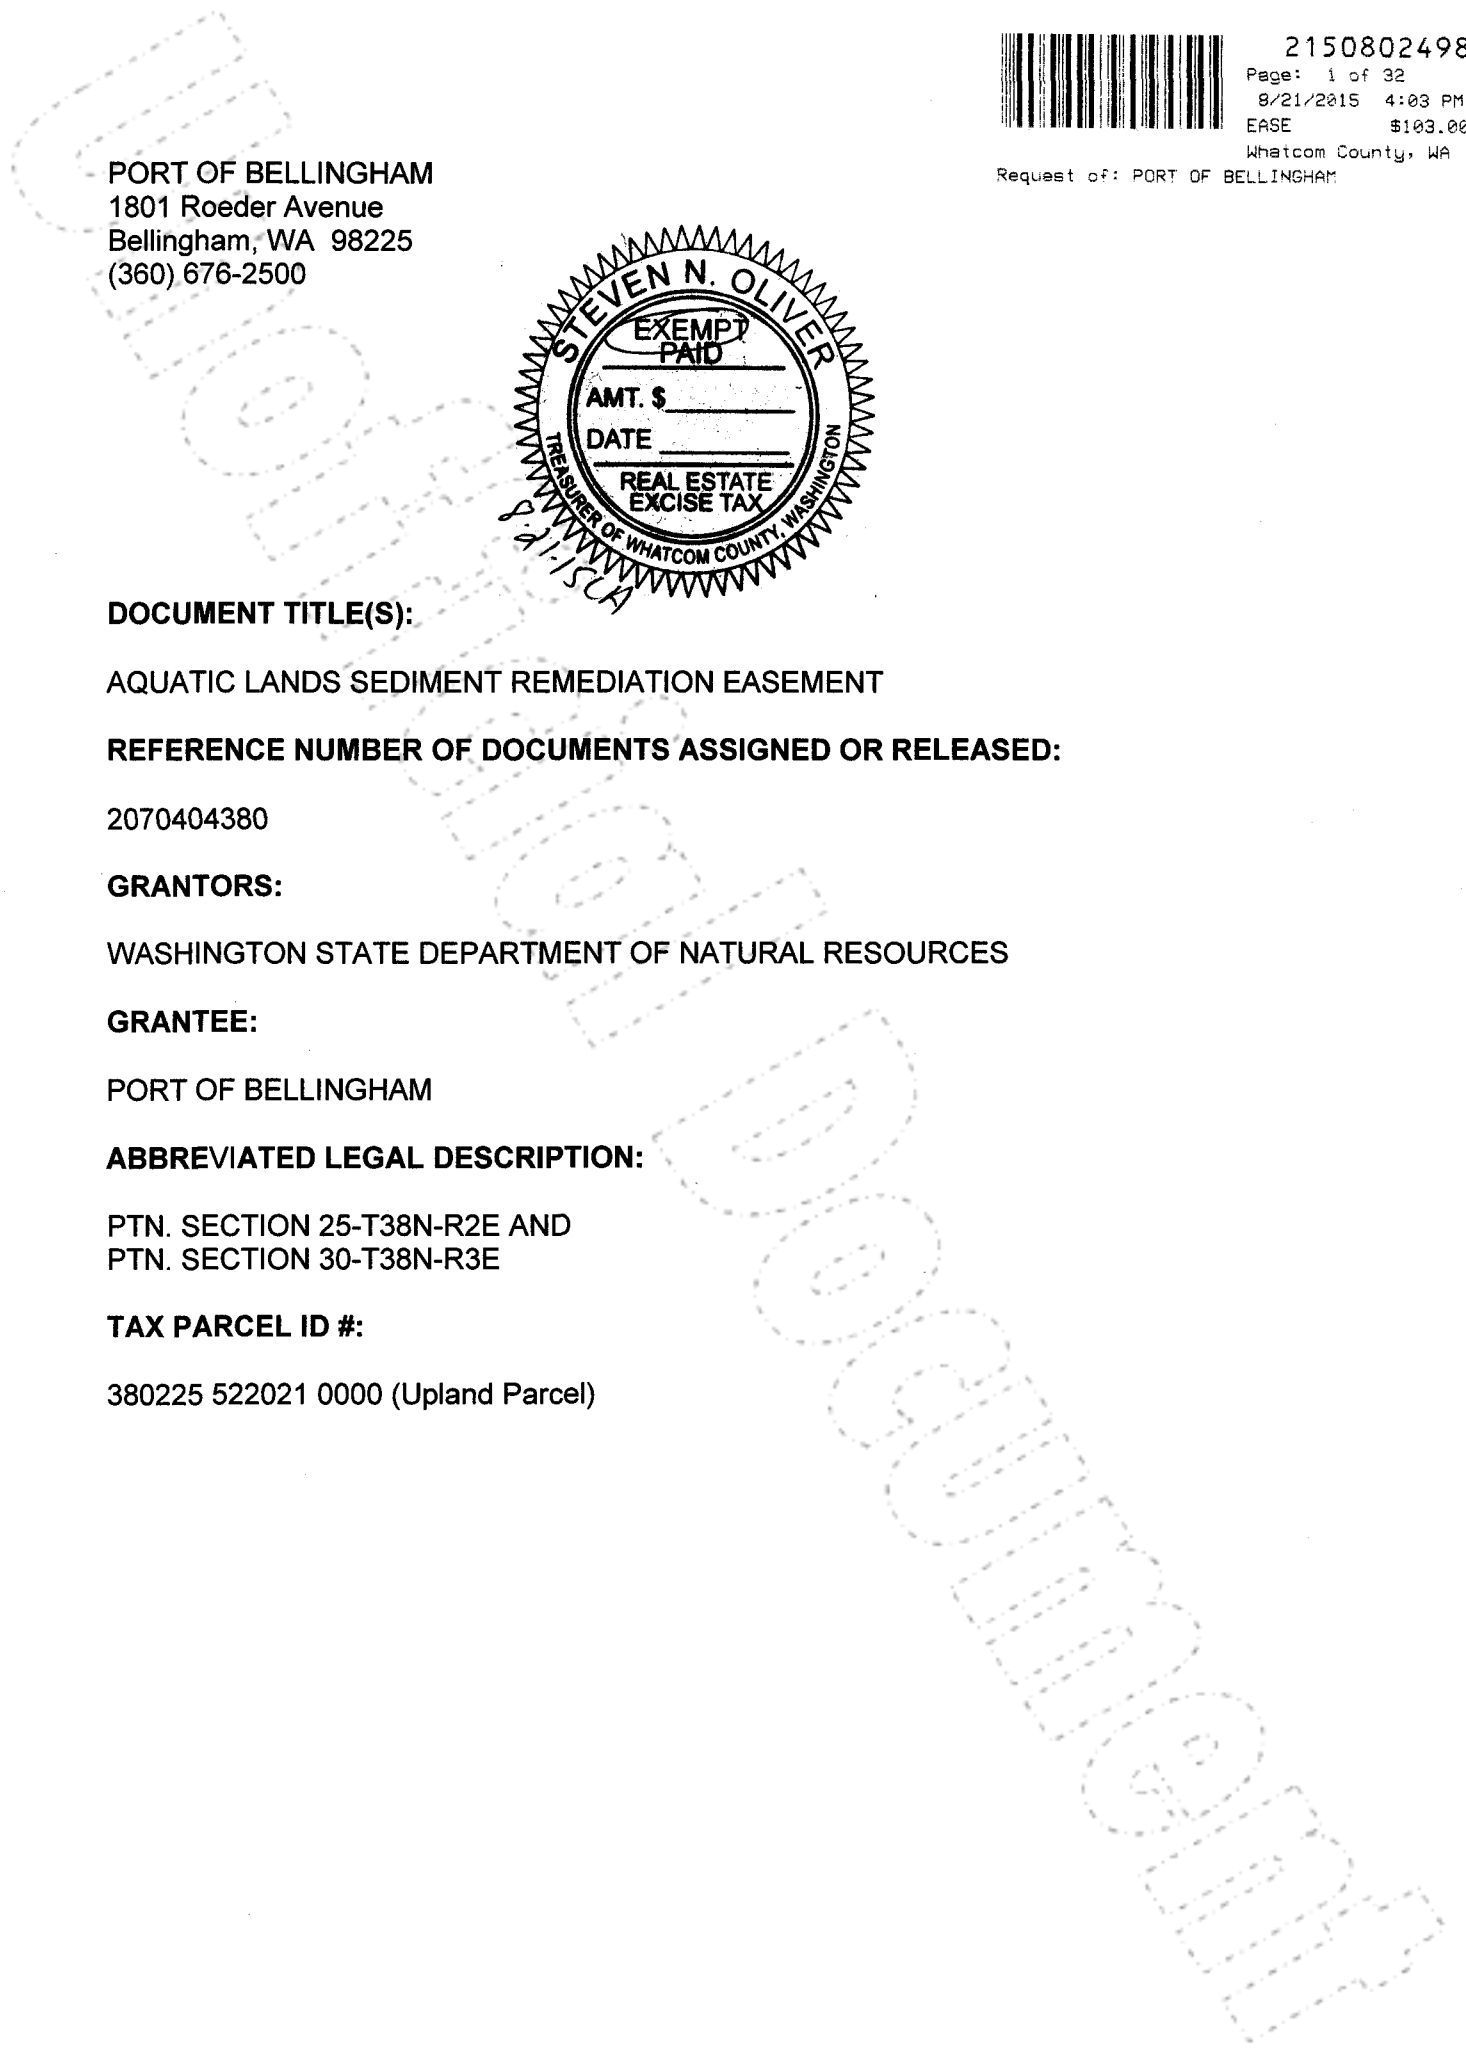 2150802498
Page: 1 of 32
8/21/2015 4:03 PM
EASE $103.00
Whatcom County, WA
Request of: PORT OF BELLINGHAM
PORT OF BELLINGHAM
1801 Roeder Avenue
Bellingham, WA 98225
(360) 676-2500
STEVEN N. OLIVER
EXEMPT
PAID
AMT. $
DATE
REAL ESTATE
EXCISE TAX
TREASURER OF WHATCOM COUNTY, WASHINGTON
8.21.15
DOCUMENT TITLE(S):
AQUATIC LANDS SEDIMENT REMEDIATION EASEMENT
REFERENCE NUMBER OF DOCUMENTS ASSIGNED OR RELEASED:
2070404380
GRANTORS:
WASHINGTON STATE DEPARTMENT OF NATURAL RESOURCES
GRANTEE:
PORT OF BELLINGHAM
ABBREVIATED LEGAL DESCRIPTION:
PTN. SECTION 25-T38N-R2E AND
PTN. SECTION 30-T38N-R3E
TAX PARCEL ID #:
380225 522021 0000 (Upland Parcel)
Unofficial Document